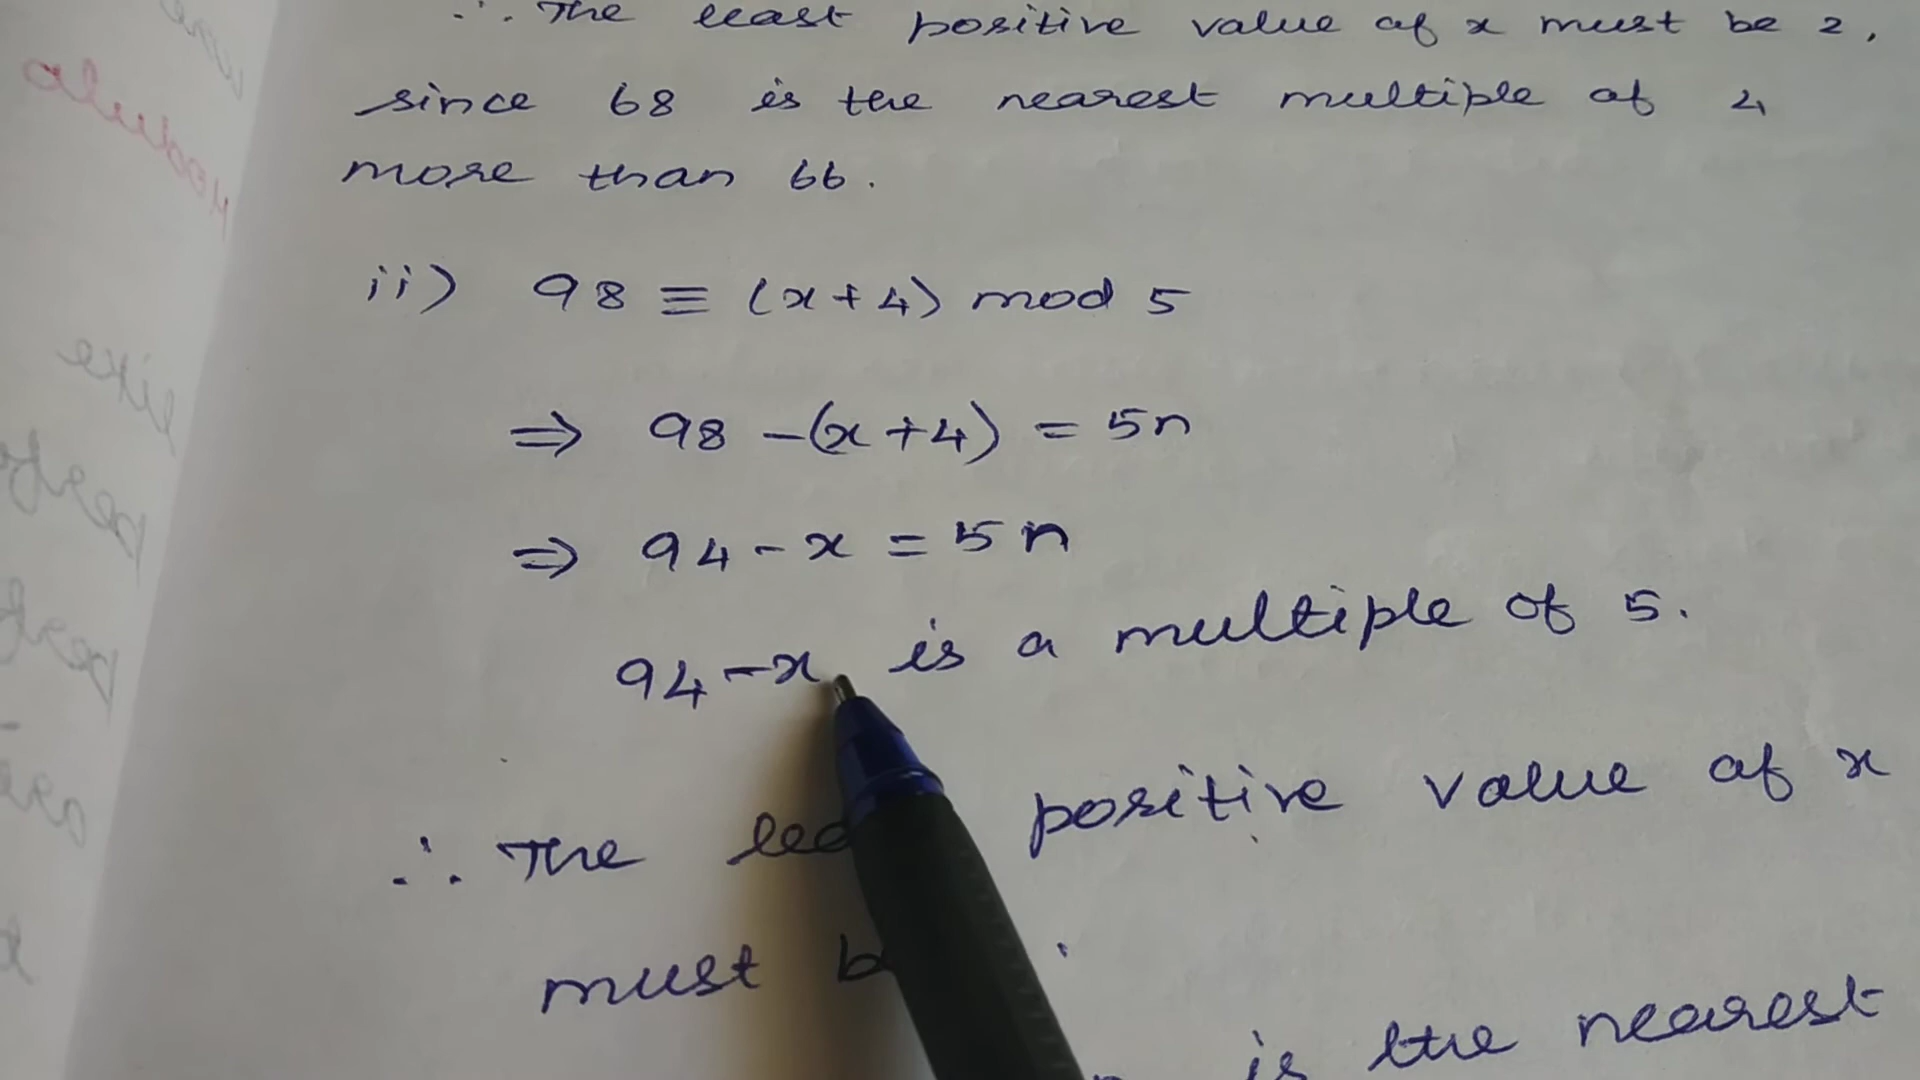 ∴ The least positive value of x must be 2,
since 68 is the nearest multiple of 4
more than 66.
ii) 98 ≡ (x+4) mod 5
⇒ 98 -(x+4) = 5n
⇒ 94-x = 5n
94-x is a multiple of 5.
∴ The positive value of x
must
is the nearest
modulo
like